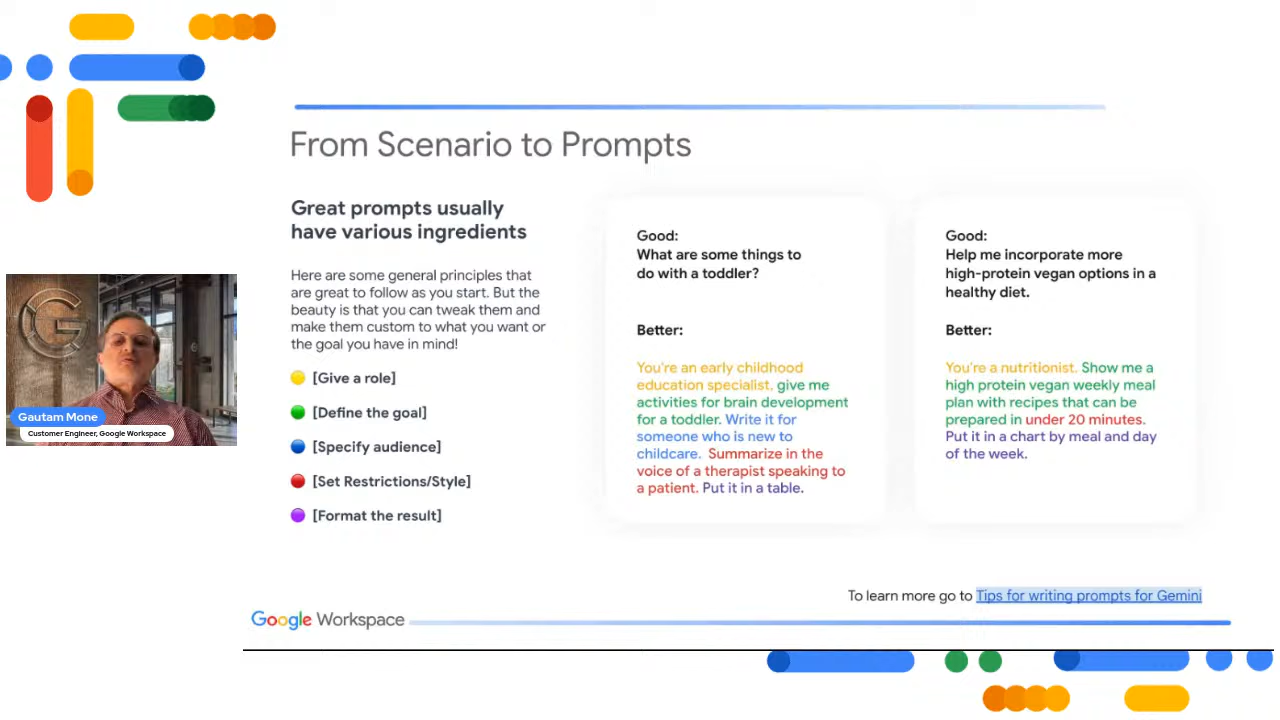 From Scenario to Prompts
Great prompts usually
have various ingredients
Here are some general principles that
are great to follow as you start. But the
beauty is that you can tweak them and
make them custom to what you want or
the goal you have in mind!
[Give a role]
[Define the goal]
[Specify audience]
[Set Restrictions/Style]
[Format the result]
Good:
What are some things to
do with a toddler?
Better:
You're an early childhood
education specialist. give me
activities for brain development
for a toddler. Write it for
someone who is new to
childcare. Summarize in the
voice of a therapist speaking to
a patient. Put it in a table.
Good:
Help me incorporate more
high-protein vegan options in a
healthy diet.
Better:
You're a nutritionist. Show me a
high protein vegan weekly meal
plan with recipes that can be
prepared in under 20 minutes.
Put it in a chart by meal and day
of the week.
Gautam Mone
Customer Engineer, Google Workspace
To learn more go to Tips for writing prompts for Gemini
Google Workspace